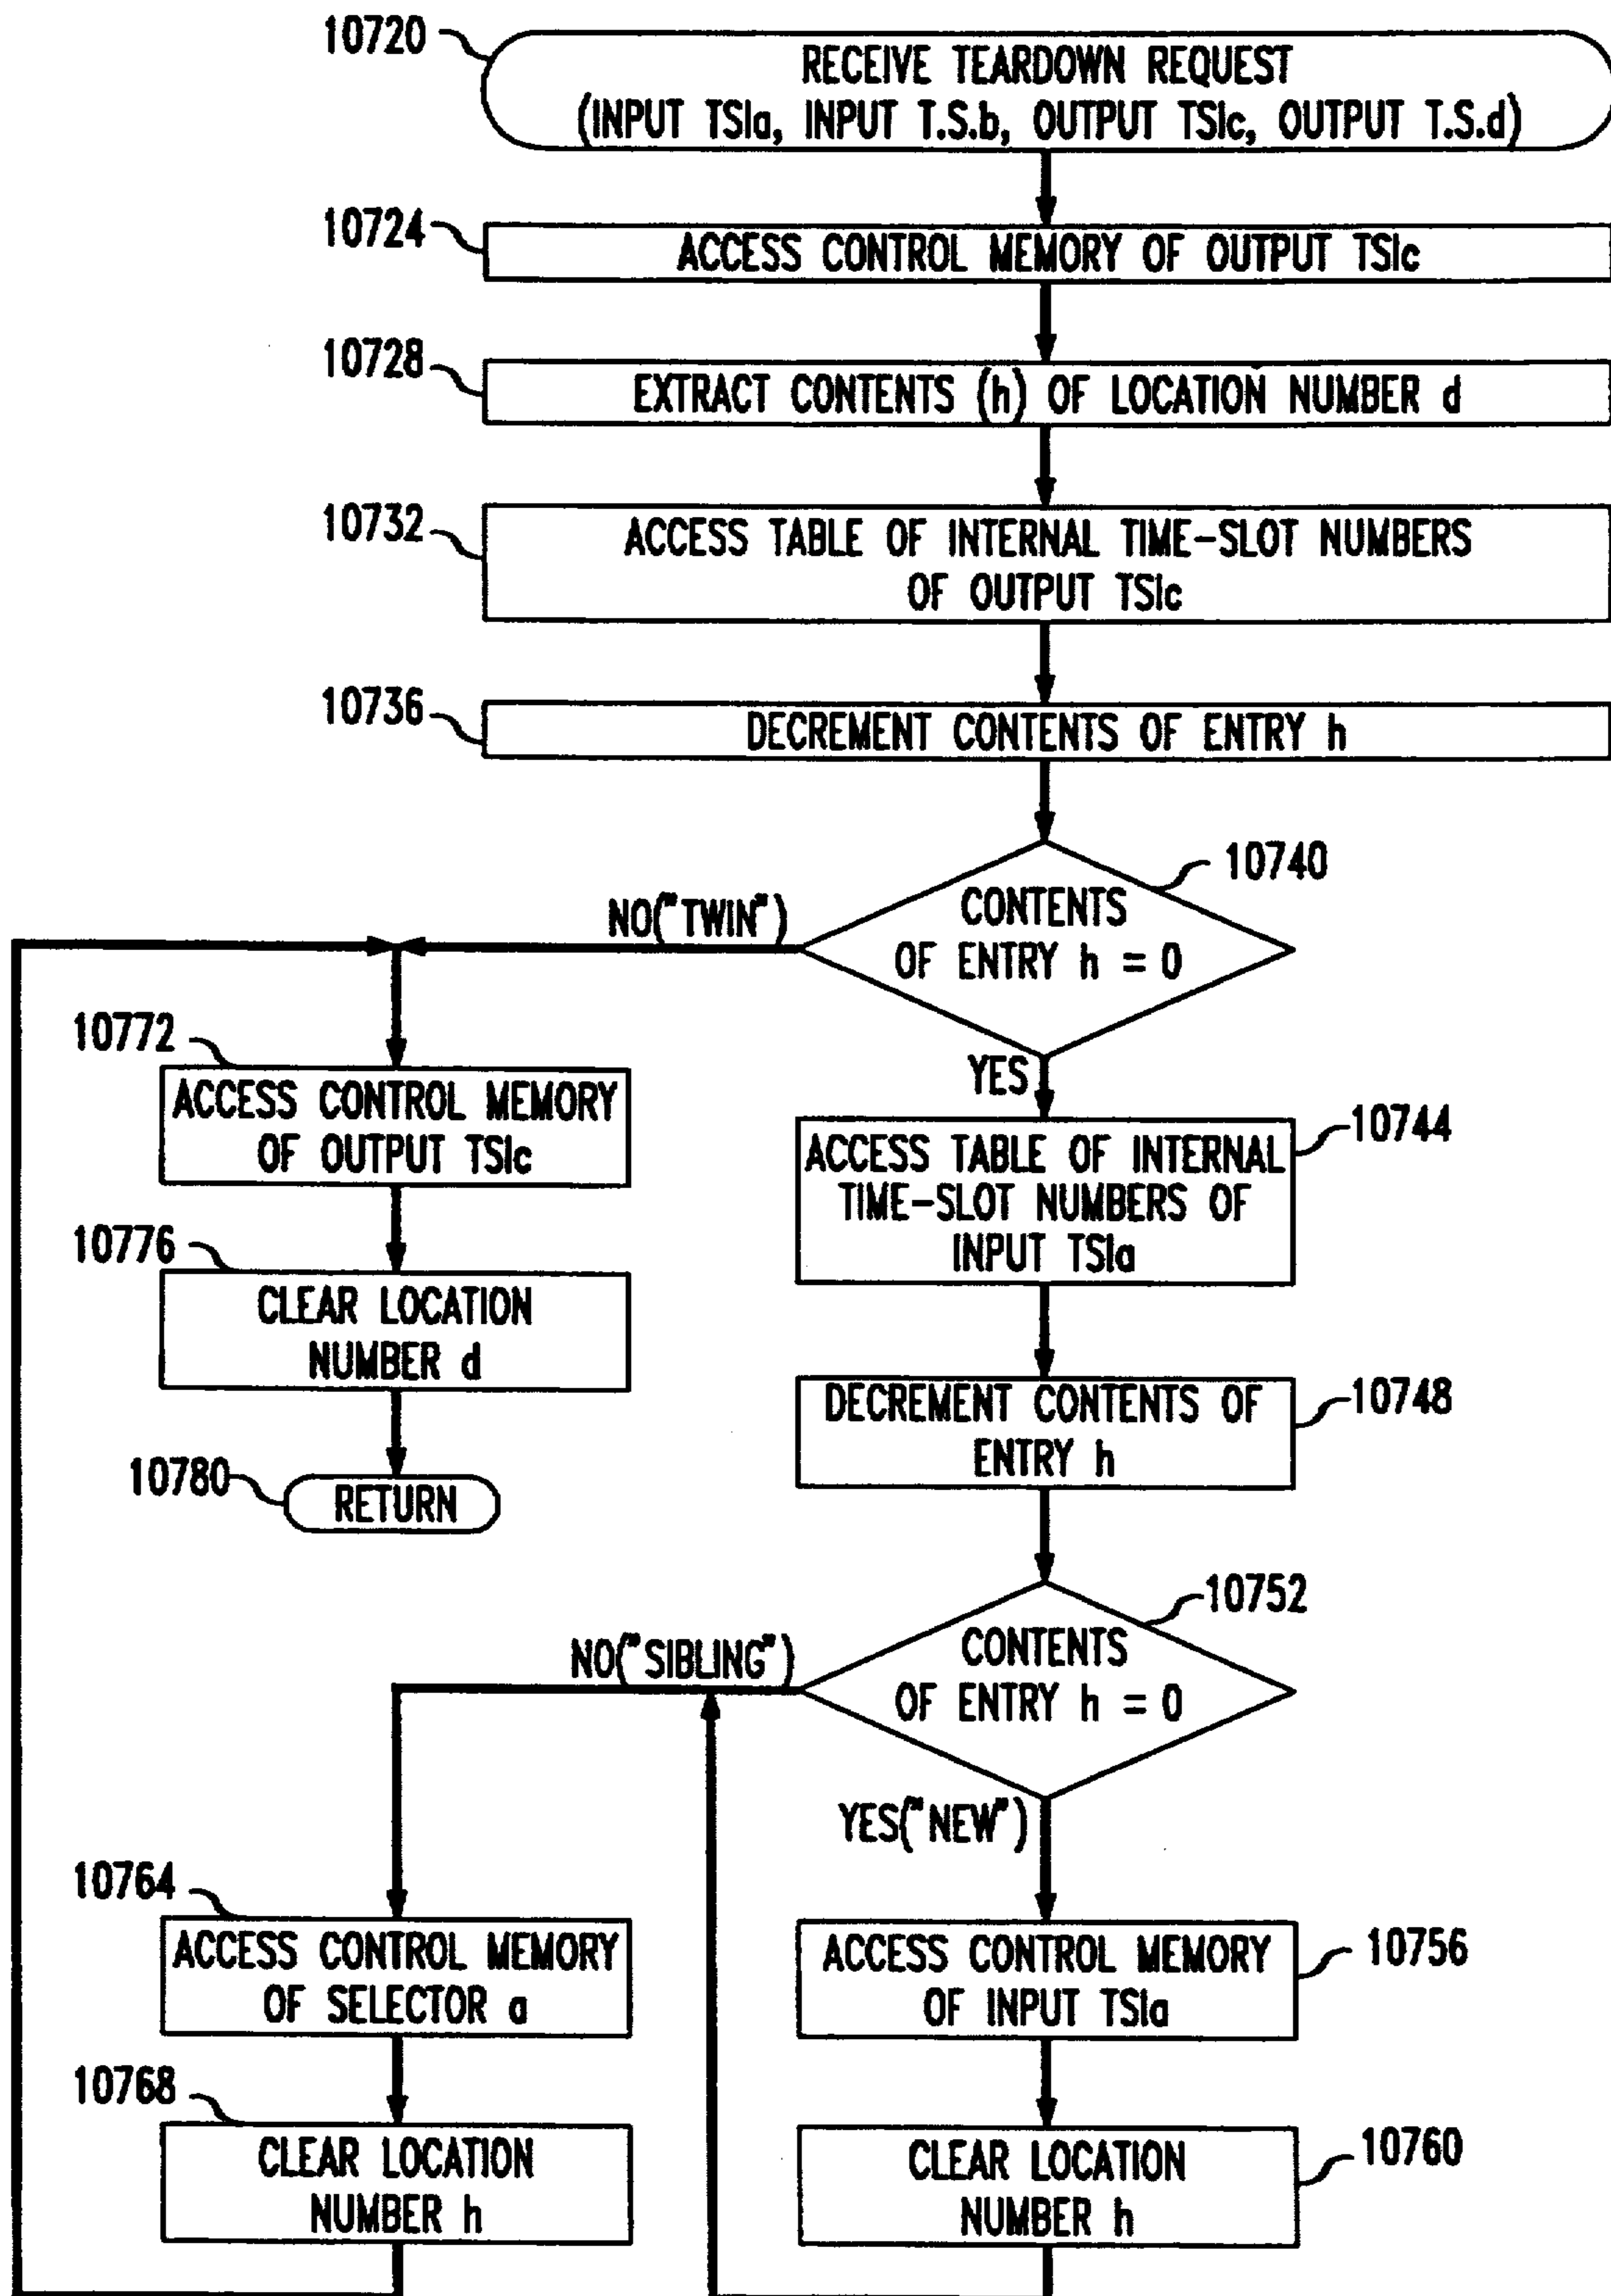 10720
RECEIVE TEARDOWN REQUEST
(INPUT TSIa, INPUT T.S.b, OUTPUT TSIc, OUTPUT T.S.d)
10724
ACCESS CONTROL MEMORY OF OUTPUT TSIc
10728
EXTRACT CONTENTS (h) OF LOCATION NUMBER d
10732
ACCESS TABLE OF INTERNAL TIME-SLOT NUMBERS
OF OUTPUT TSIc
10736
DECREMENT CONTENTS OF ENTRY h
10740
CONTENTS
OF ENTRY h = 0
NO("TWIN")
YES
10772
ACCESS CONTROL MEMORY
OF OUTPUT TSIc
10744
ACCESS TABLE OF INTERNAL
TIME-SLOT NUMBERS OF
INPUT TSIa
10776
CLEAR LOCATION
NUMBER d
10748
DECREMENT CONTENTS OF
ENTRY h
10780
RETURN
10752
CONTENTS
OF ENTRY h = 0
NO("SIBLING")
YES("NEW")
10764
ACCESS CONTROL MEMORY
OF SELECTOR a
10756
ACCESS CONTROL MEMORY
OF INPUT TSIa
10768
CLEAR LOCATION
NUMBER h
10760
CLEAR LOCATION
NUMBER h